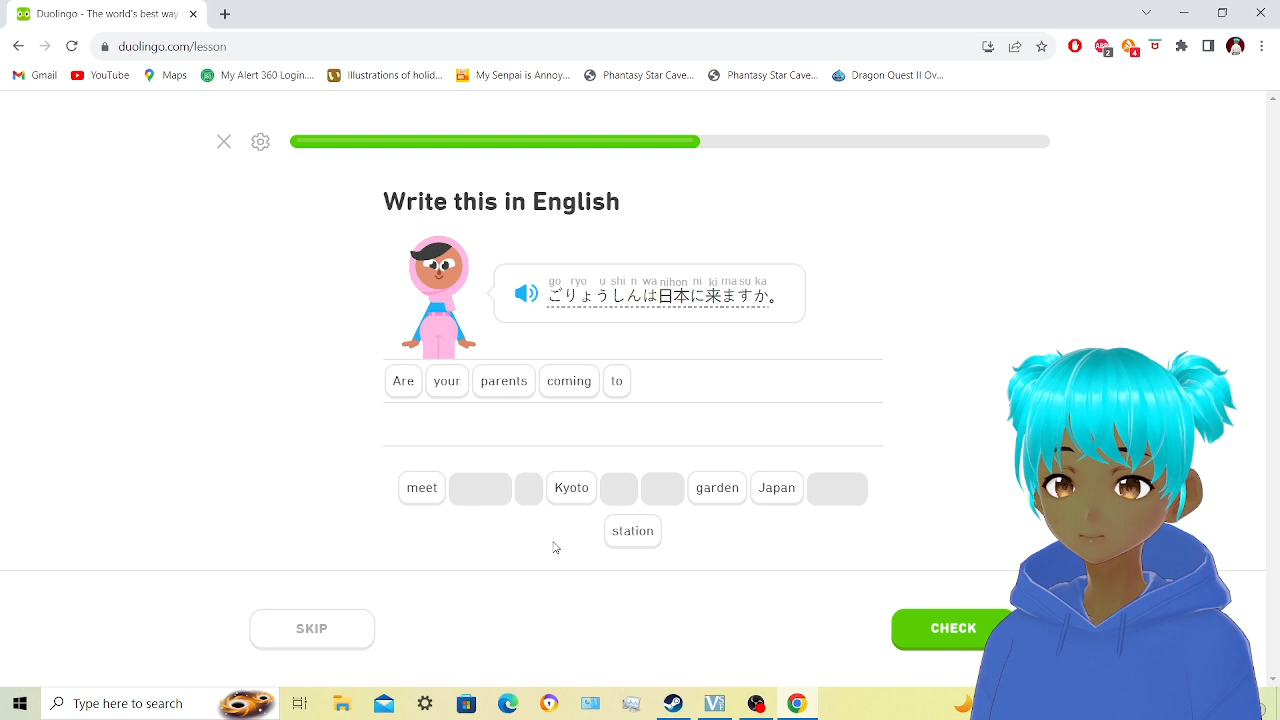 Duolingo - The world's best way
duolingo.com/lesson
2
4
Gmail
YouTube
Maps
My Alert 360 Login....
Illustrations of holid...
My Senpai is Annoy...
Phantasy Star Cave...
Phantasy Star Cave...
Dragon Quest II Ov...
Write this in English
go ryo u shi n wa nihon ni ki ma su ka
ごりょうしんは日本に来ますか。
Are your parents coming to
meet Kyoto garden Japan
station
SKIP
CHECK
Type here to search